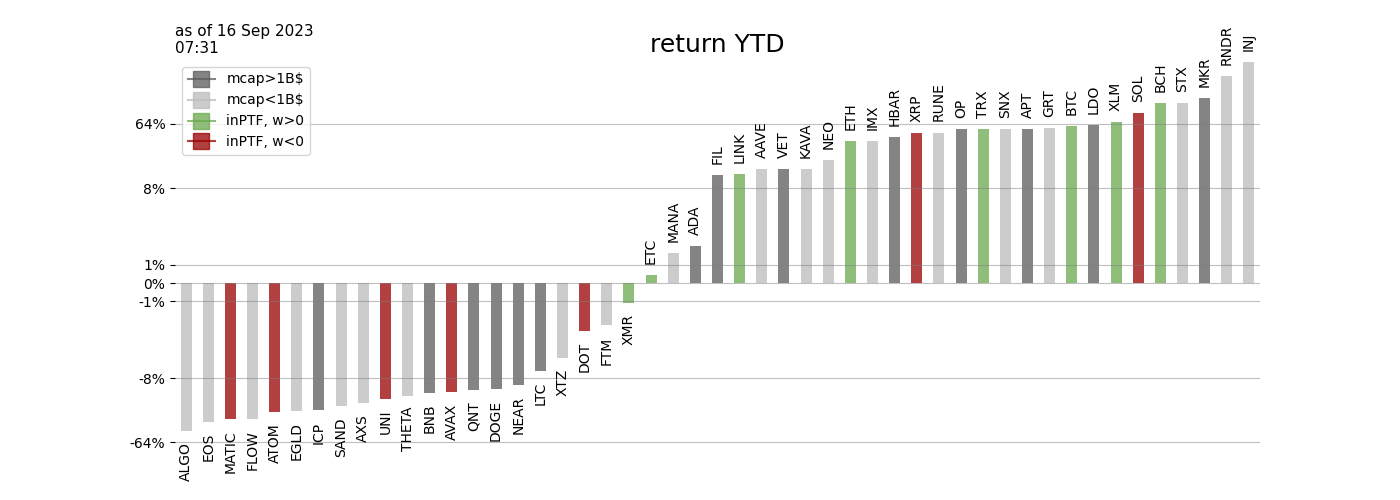 as of 16 Sep 2023
07:31
return YTD
mcap>1B$
mcap<1B$
inPTF, w>0
inPTF, w<0
64%
8%
1%
0%
-1%
-8%
-64%
ALGO
EOS
MATIC
FLOW
ATOM
EGLD
ICP
SAND
AXS
UNI
THETA
BNB
AVAX
QNT
DOGE
NEAR
LTC
XTZ
DOT
FTM
XMR
ETC
MANA
ADA
FIL
LINK
AAVE
VET
KAVA
NEO
ETH
IMX
HBAR
XRP
RUNE
OP
TRX
SNX
APT
GRT
BTC
LDO
XLM
SOL
BCH
STX
MKR
RNDR
INJ